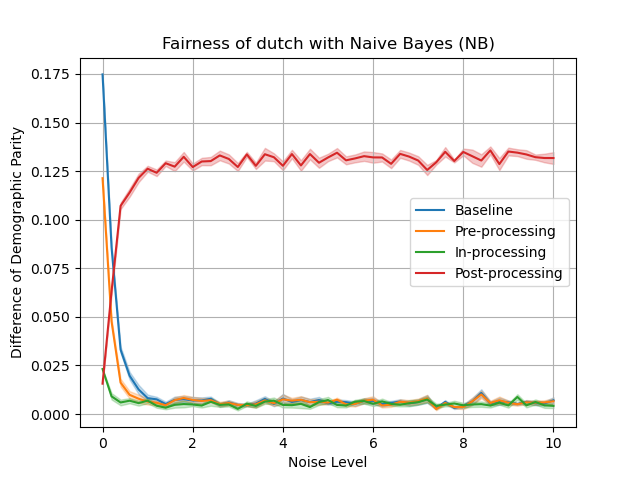 Fairness of dutch with Naive Bayes (NB)
Difference of Demographic Parity
0.175
0.150
0.125
0.100
0.075
0.050
0.025
0.000
Baseline
Pre-processing
In-processing
Post-processing
0 2 4 6 8 10
Noise Level